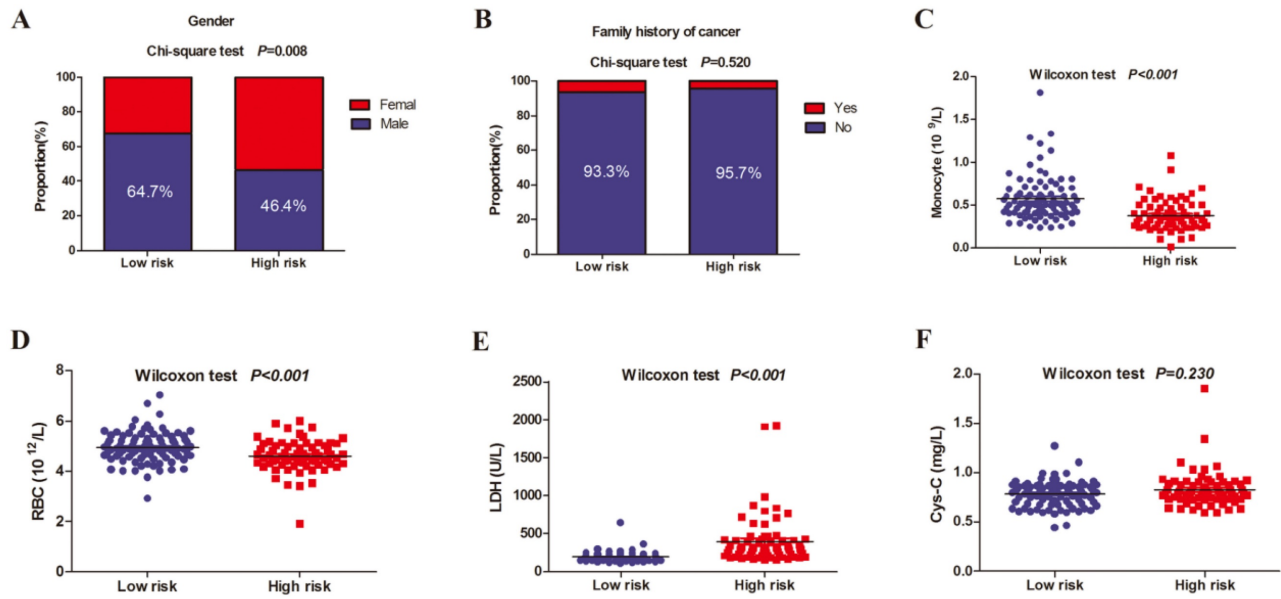 A
Gender
Chi-square test P=0.008
Proportion(%)
100
80
60
40
20
0
64.7%
46.4%
Low risk
High risk
Femal
Male
B
Family history of cancer
Chi-square test P=0.520
Proportion(%)
100
80
60
40
20
0
93.3%
95.7%
Low risk
High risk
Yes
No
C
Wilcoxon test P<0.001
Monocyte (10 9/L)
2.0
1.5
1.0
0.5
0.0
Low risk
High risk
D
Wilcoxon test P<0.001
RBC (10 12/L)
8
6
4
2
0
Low risk
High risk
E
Wilcoxon test P<0.001
LDH (U/L)
2500
2000
1500
1000
500
0
Low risk
High risk
F
Wilcoxon test P=0.230
Cys-C (mg/L)
2.0
1.5
1.0
0.5
0.0
Low risk
High risk